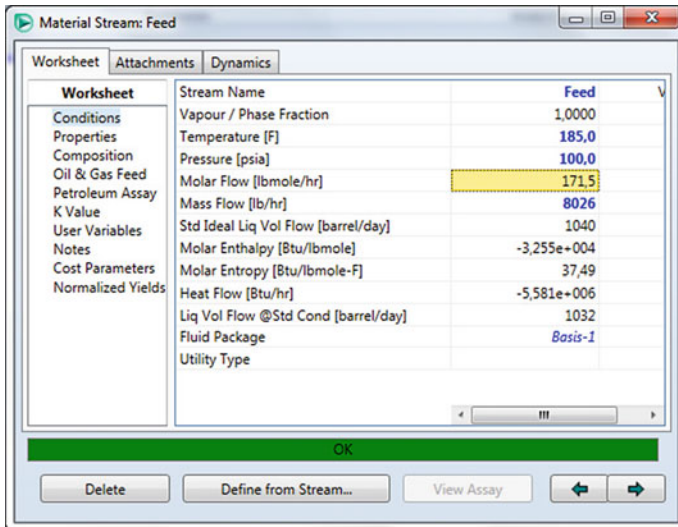 Material Stream: Feed
Worksheet Attachments Dynamics
Worksheet
Conditions
Properties
Composition
Oil & Gas Feed
Petroleum Assay
K Value
User Variables
Notes
Cost Parameters
Normalized Yields
Stream Name Feed V
Vapour / Phase Fraction 1,0000
Temperature [F] 185,0
Pressure [psia] 100,0
Molar Flow [lbmole/hr] 171,5
Mass Flow [lb/hr] 8026
Std Ideal Liq Vol Flow [barrel/day] 1040
Molar Enthalpy [Btu/lbmole] -3,255e+004
Molar Entropy [Btu/lbmole-F] 37,49
Heat Flow [Btu/hr] -5,581e+006
Liq Vol Flow @Std Cond [barrel/day] 1032
Fluid Package Basis-1
Utility Type
OK
Delete Define from Stream... View Assay